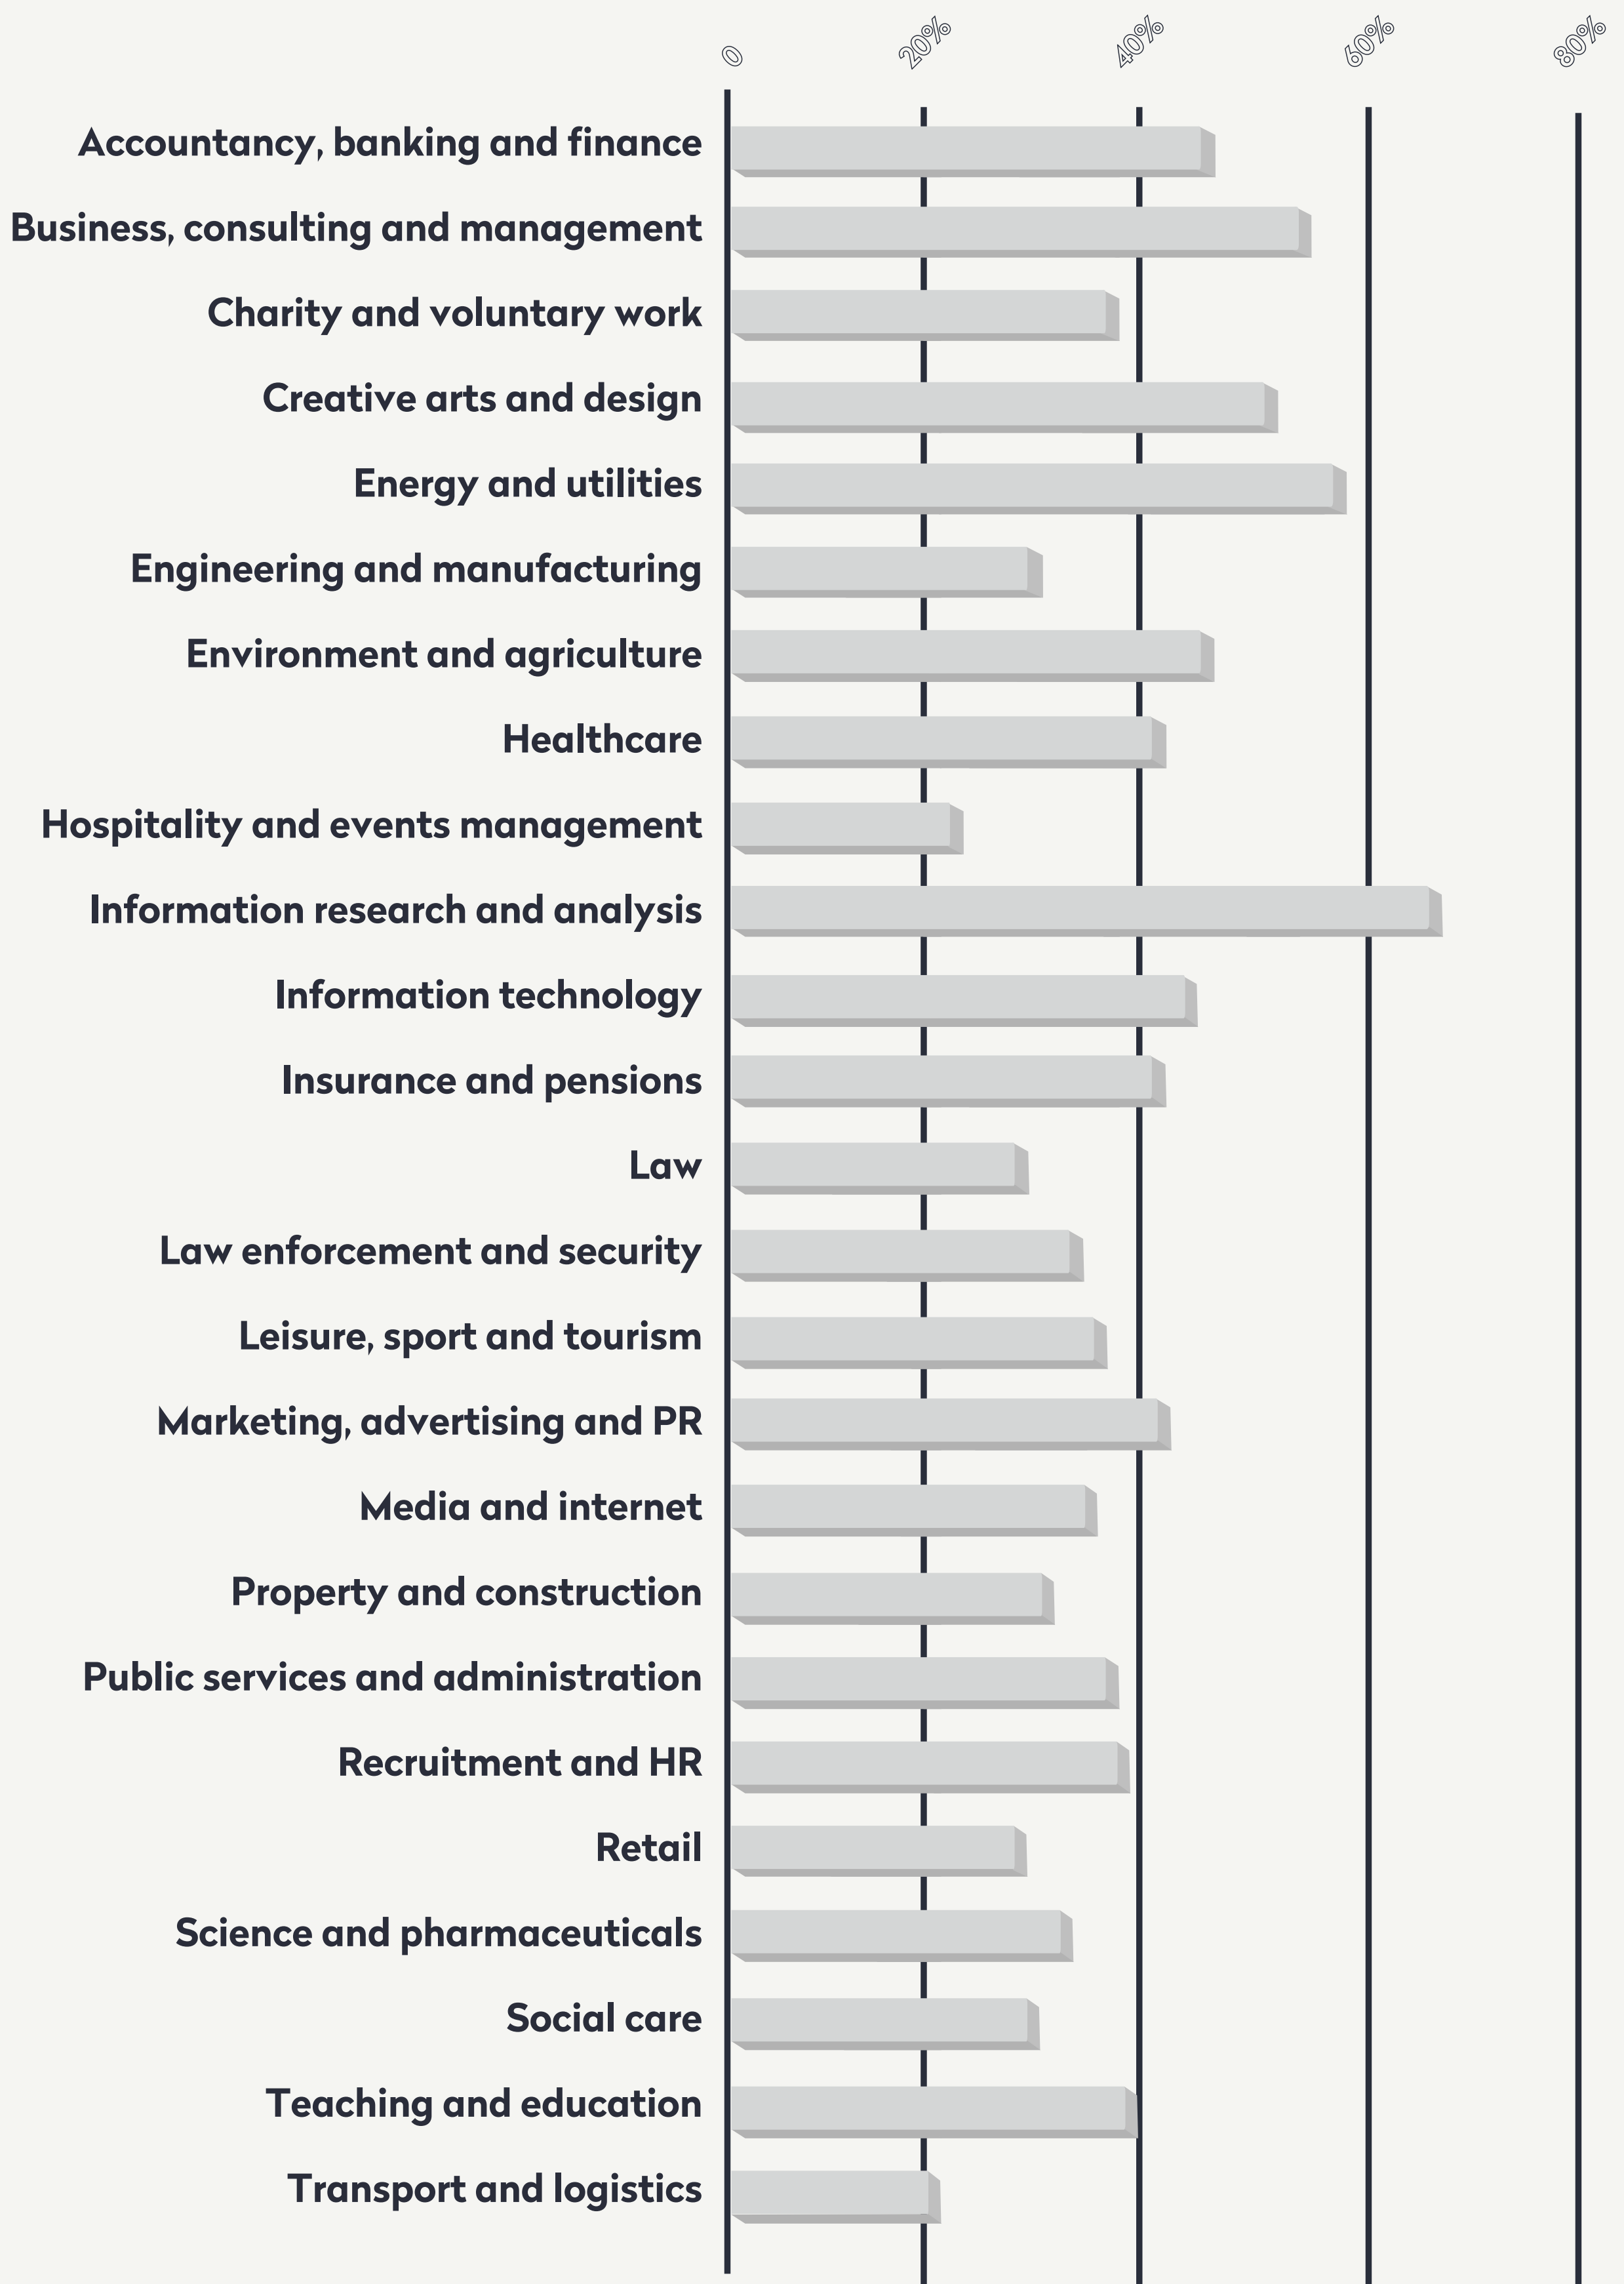 0 20% 40% 60% 80%
Accountancy, banking and finance
Business, consulting and management
Charity and voluntary work
Creative arts and design
Energy and utilities
Engineering and manufacturing
Environment and agriculture
Healthcare
Hospitality and events management
Information research and analysis
Information technology
Insurance and pensions
Law
Law enforcement and security
Leisure, sport and tourism
Marketing, advertising and PR
Media and internet
Property and construction
Public services and administration
Recruitment and HR
Retail
Science and pharmaceuticals
Social care
Teaching and education
Transport and logistics